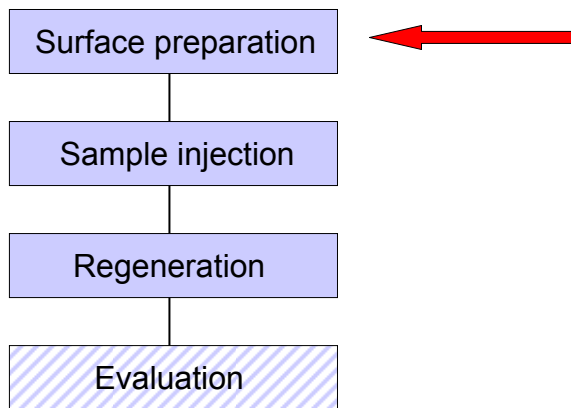 Surface preparation
Sample injection
Regeneration
Evaluation